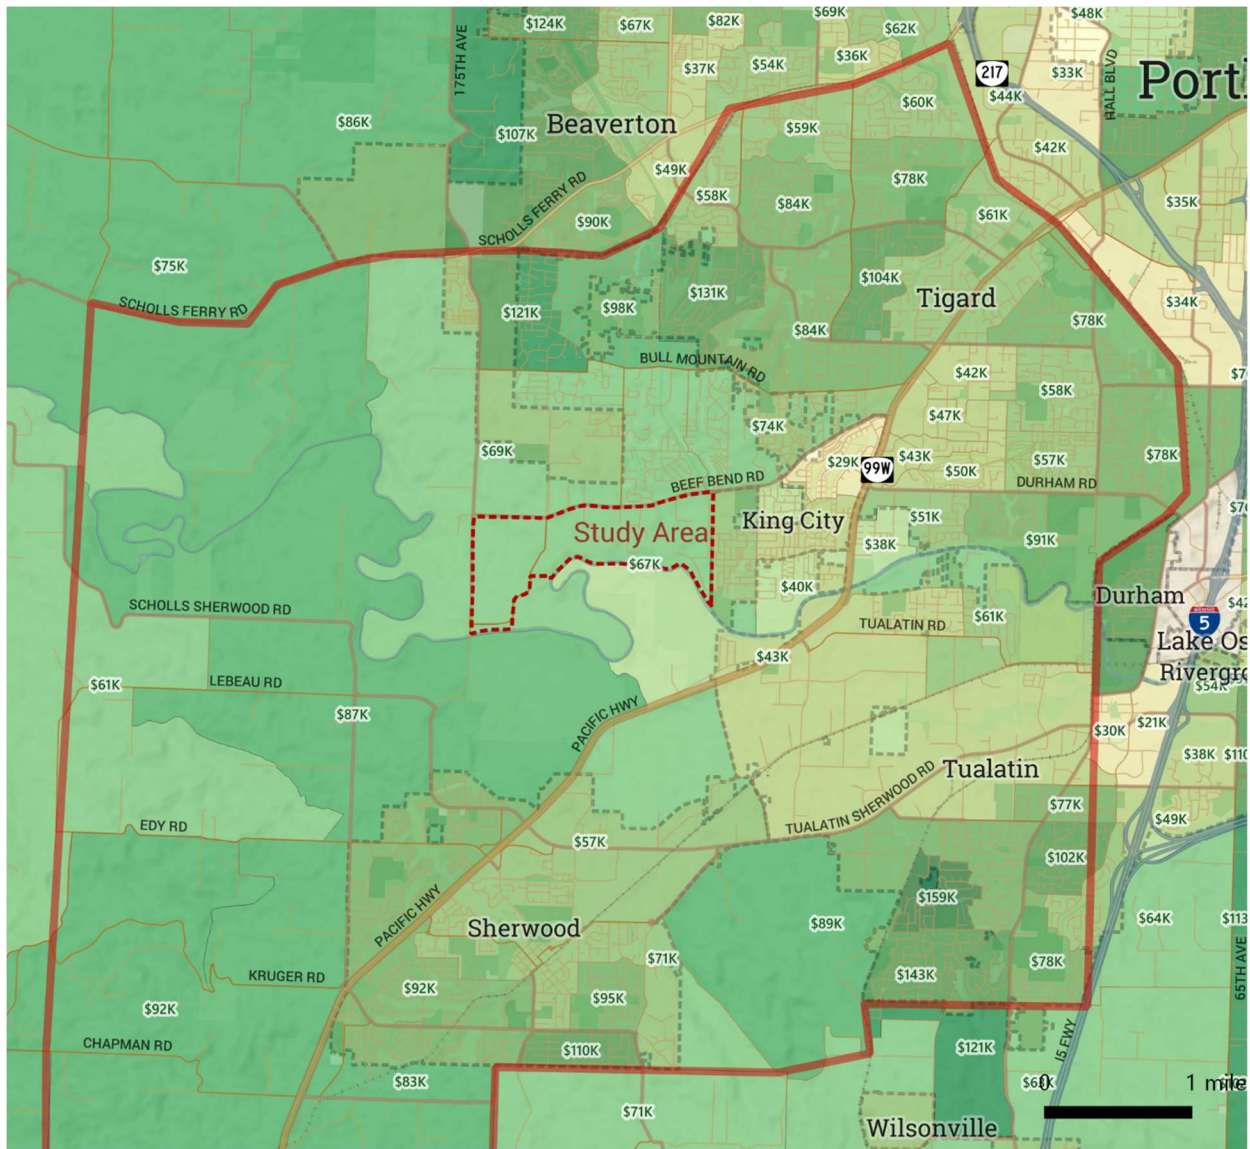 $124K
$67K
$82K
$69K
$62K
$48K
175TH AVE
$37K
$54K
$36K
217
$33K
HALL BLVD
Portl
$44K
$86K
$107K
Beaverton
$59K
$60K
$42K
$49K
$78K
$35K
SCHOLLS FERRY RD
$90K
$58K
$84K
$61K
$75K
SCHOLLS FERRY RD
$121K
$98K
$131K
$104K
Tigard
$34K
$84K
$78K
BULL MOUNTAIN RD
$42K
$58K
$47K
$74K
$69K
$29K
99W
$43K
$50K
$57K
$78K
BEEF BEND RD
DURHAM RD
Study Area
King City
$51K
$38K
$91K
$67K
$40K
Durham
SCHOLLS SHERWOOD RD
$61K
TUALATIN RD
5
Lake Os
$43K
Rivergr
$61K
LEBEAU RD
$54K
$87K
PACIFIC HWY
$30K
$21K
$38K
$110
Tualatin
EDY RD
$57K
TUALATIN SHERWOOD RD
$77K
$49K
$102K
PACIFIC HWY
Sherwood
$89K
$159K
$64K
$113
$71K
KRUGER RD
$92K
$95K
$143K
$78K
65TH AVE
$92K
CHAPMAN RD
$110K
$121K
I5 FWY
$83K
0
1 mile
$71K
Wilsonville